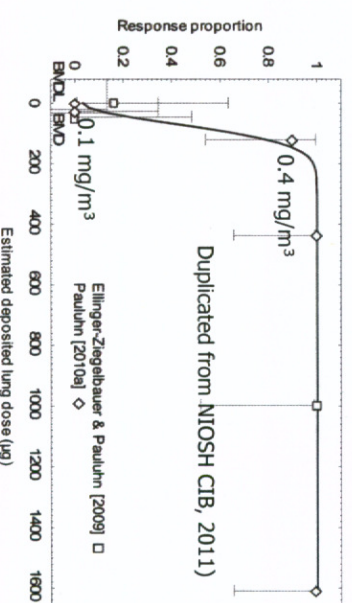 Response proportion
1
0.8
0.6
0.4
0.2
0
BMDL
BMD
0
200
400
600
800
1000
1200
1400
1600
Estimated deposited lung dose (µg)
0.4 mg/m³
0.1 mg/m³
Duplicated from NIOSH CIB, 2011)
Ellinger-Ziegelbauer & Pauluhn [2009] □
Pauluhn [2010a] ◇